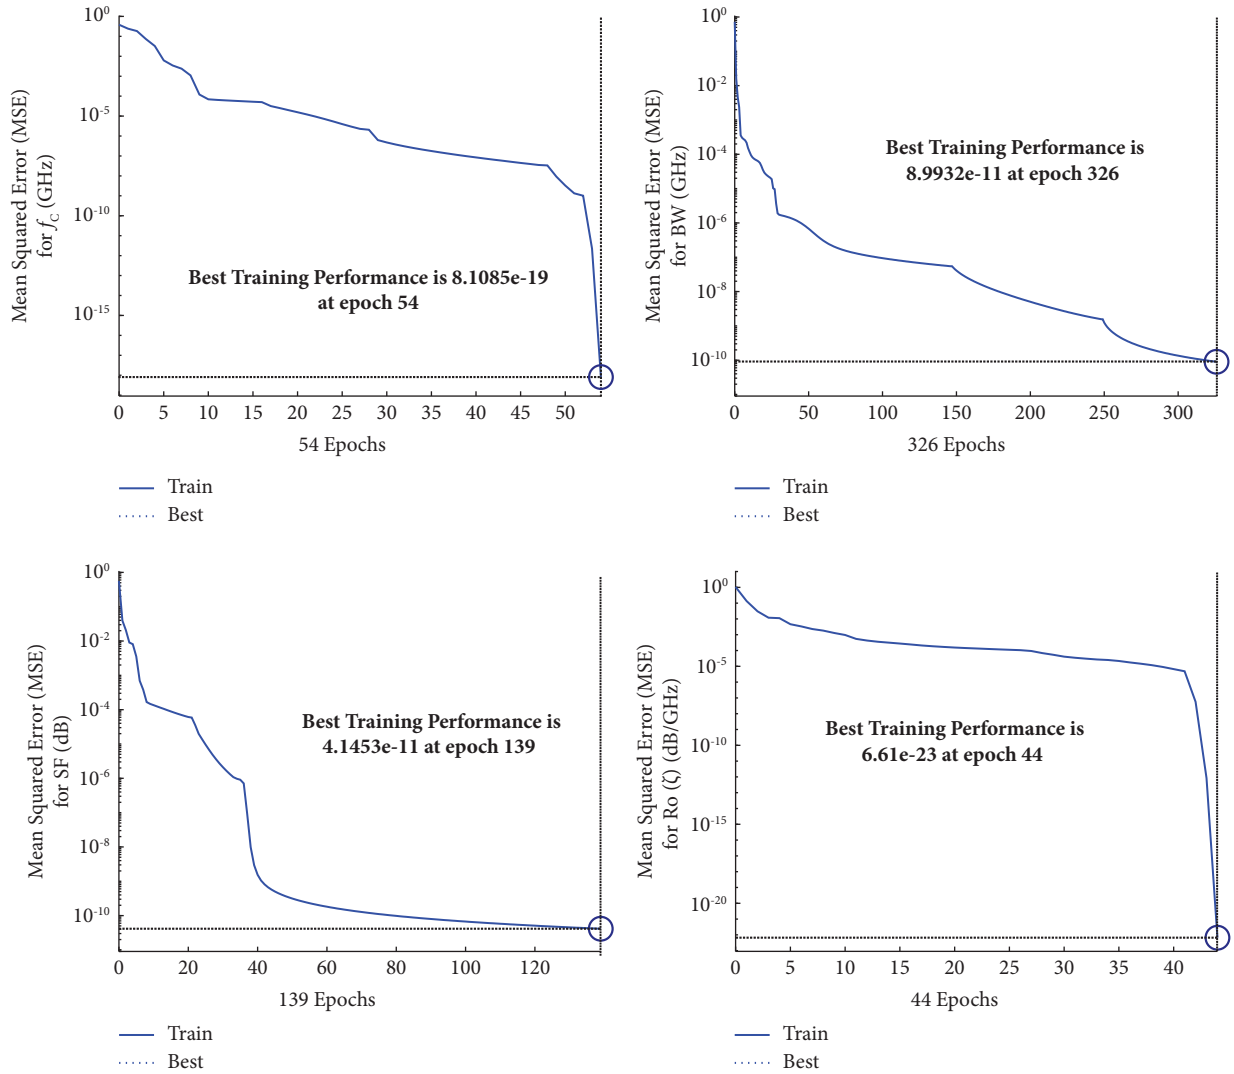 Mean Squared Error (MSE)
for fC (GHz)
10^0
10^-5
10^-10
10^-15
Best Training Performance is 8.1085e-19
at epoch 54
0 5 10 15 20 25 30 35 40 45 50
54 Epochs
Train
Best
Mean Squared Error (MSE)
for BW (GHz)
10^0
10^-2
10^-4
10^-6
10^-8
10^-10
Best Training Performance is
8.9932e-11 at epoch 326
0 50 100 150 200 250 300
326 Epochs
Train
Best
Mean Squared Error (MSE)
for SF (dB)
10^0
10^-2
10^-4
10^-6
10^-8
10^-10
Best Training Performance is
4.1453e-11 at epoch 139
0 20 40 60 80 100 120
139 Epochs
Train
Best
Mean Squared Error (MSE)
for Ro (ζ) (dB/GHz)
10^0
10^-5
10^-10
10^-15
10^-20
Best Training Performance is
6.61e-23 at epoch 44
0 5 10 15 20 25 30 35 40
44 Epochs
Train
Best